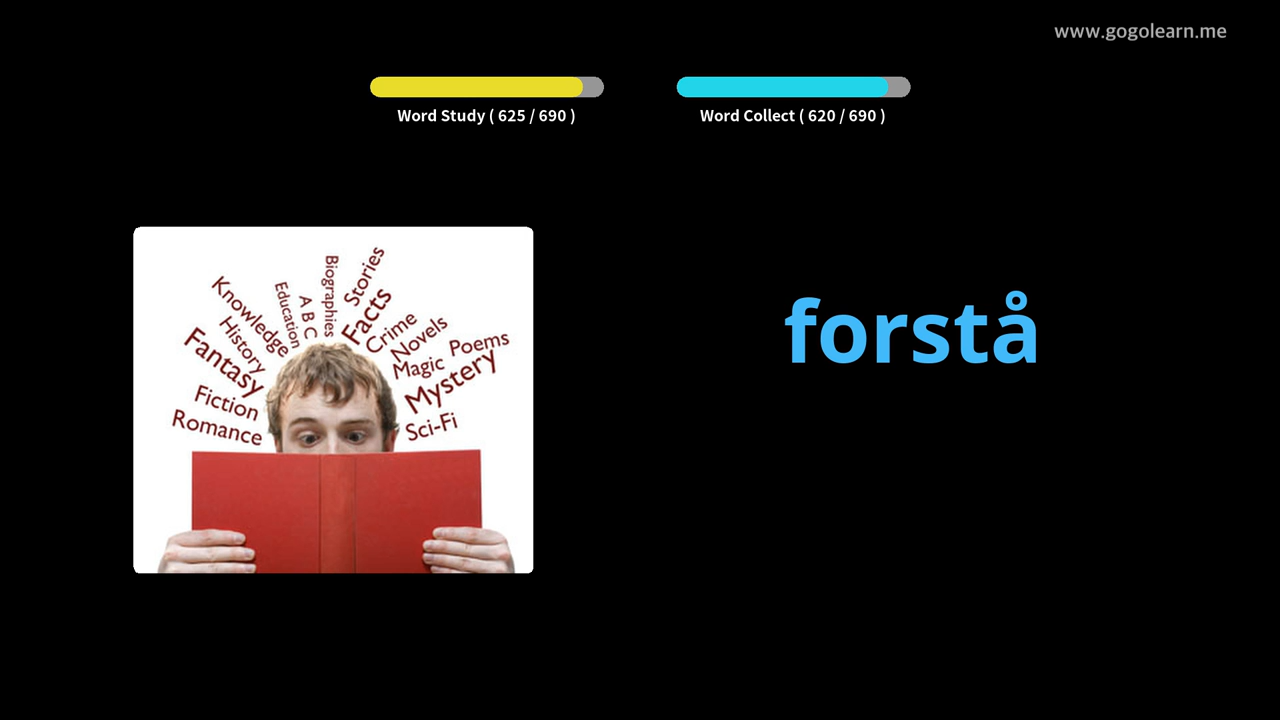 www.gogolearn.me
Word Study ( 625 / 690 )
Word Collect ( 620 / 690 )
forstå
Biographies
Stories
Education
A B C
Facts
Knowledge
Crime
History
Novels
Poems
Fantasy
Magic
Mystery
Fiction
Romance
Sci-Fi